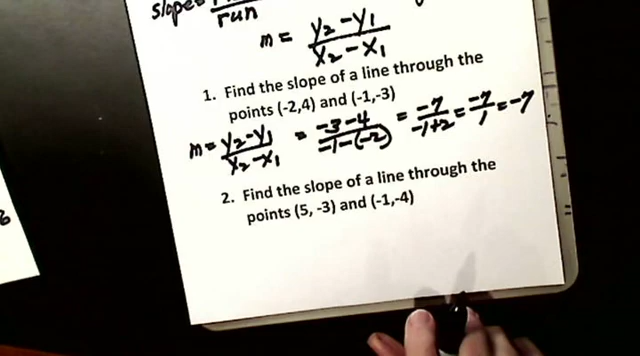 slope =
run
m = y₂-y₁ / x₂-x₁
1. Find the slope of a line through the
points (-2,4) and (-1,-3)
m = y₂-y₁ / x₂-x₁ = -3-4 / -1-(-2) = -7 / -1+2 = -7 / 1 = -7
2. Find the slope of a line through the
points (5, -3) and (-1,-4)